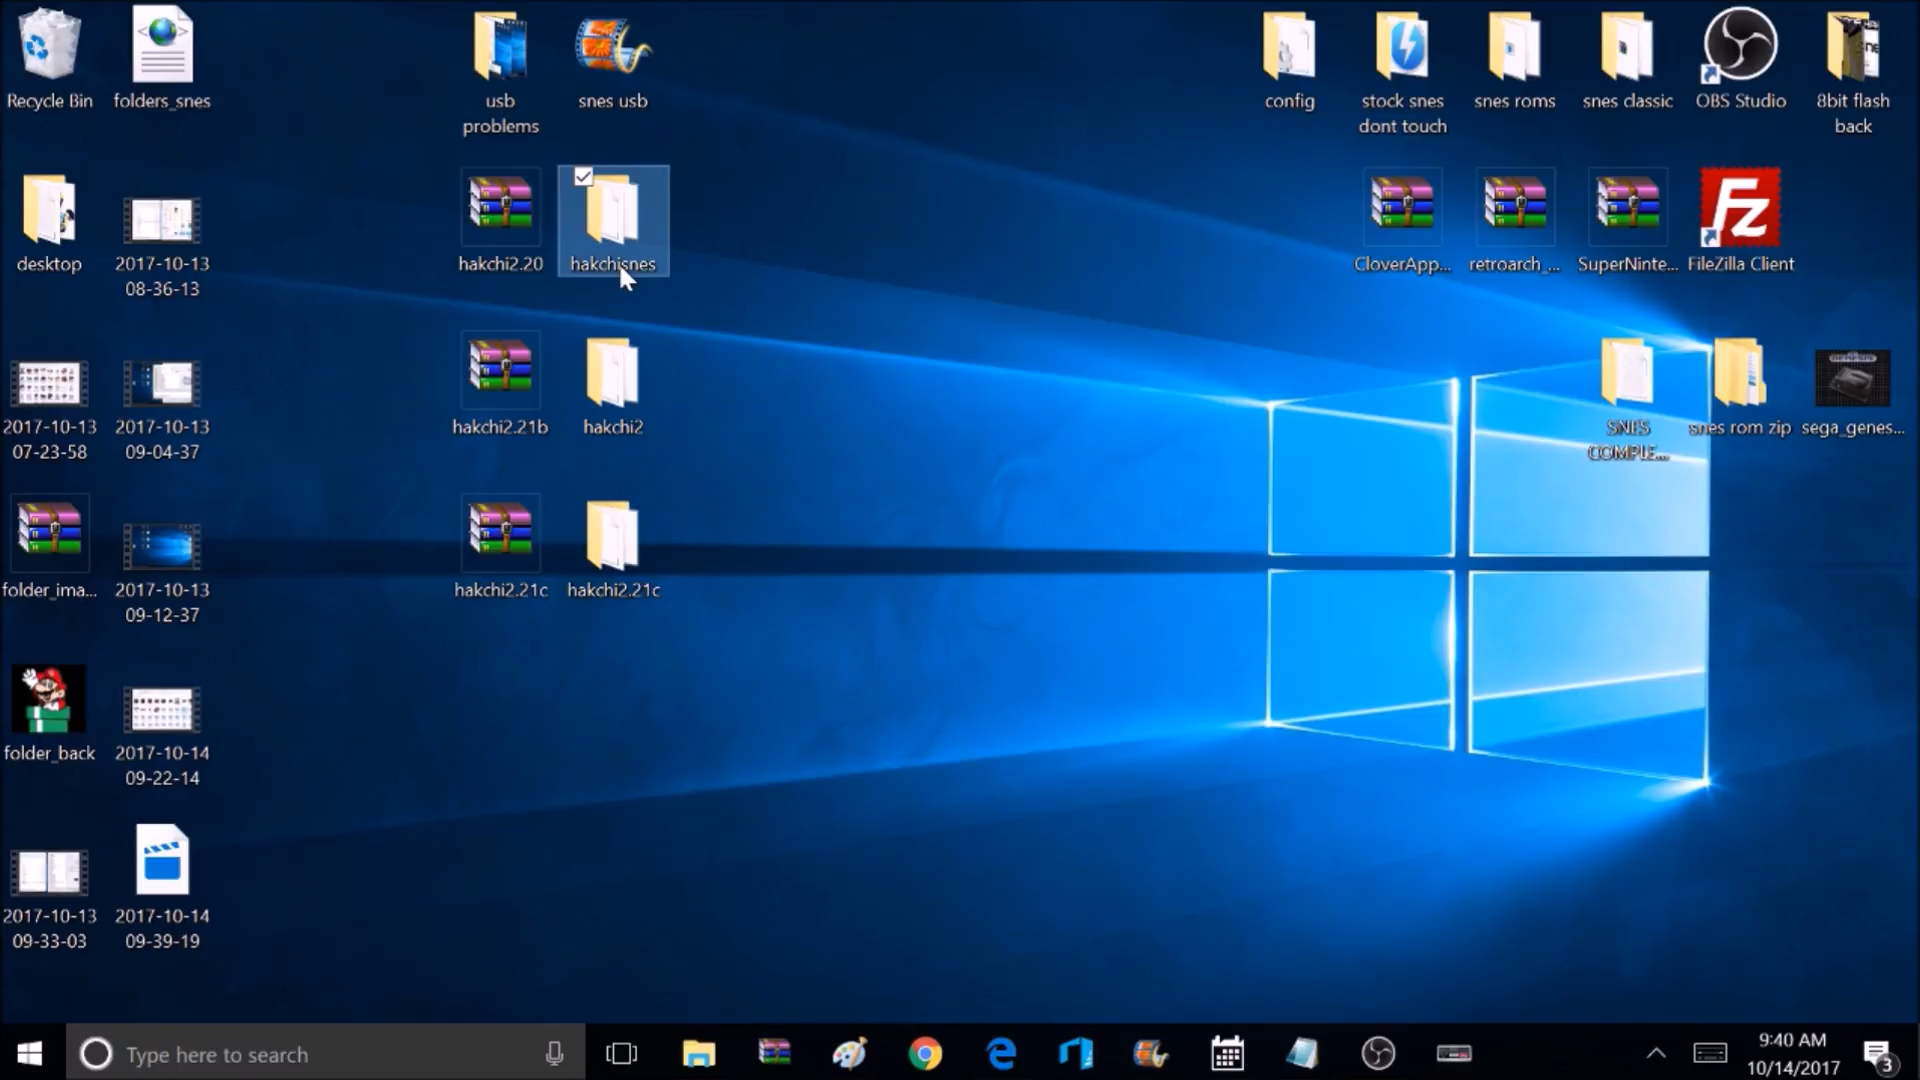 Recycle Bin
folders_snes
usb
problems
snes usb
config
stock snes
dont touch
snes roms
snes classic
OBS Studio
8bit flash
back
desktop
2017-10-13
08-36-13
hakchi2.20
hakchisnes
CloverApp...
retroarch_...
SuperNinte...
FileZilla Client
2017-10-13
07-23-58
2017-10-13
09-04-37
hakchi2.21b
hakchi2
SNES
COMPLE...
snes rom zip
sega_genes...
folder_ima...
2017-10-13
09-12-37
hakchi2.21c
hakchi2.21c
folder_back
2017-10-14
09-22-14
2017-10-13
09-33-03
2017-10-14
09-39-19
Type here to search
9:40 AM
10/14/2017
3